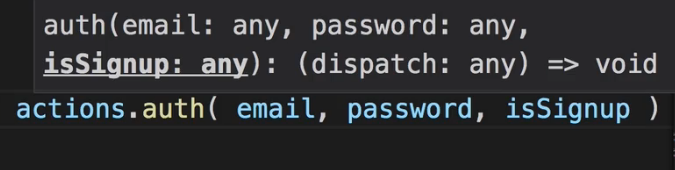 auth(email: any, password: any,
isSignup: any): (dispatch: any) => void
actions.auth( email, password, isSignup )